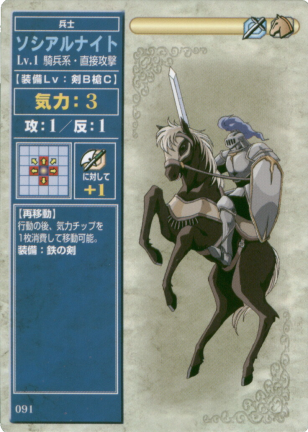 兵士
ソシアルナイト
Lv.1 騎兵系・直接攻撃
【装備Lv：剣B槍C】
気力：3
攻：1／反：1
に対して
+1
【再移動】
行動の後、気力チップを
1枚消費して移動可能。
装備：鉄の剣
091